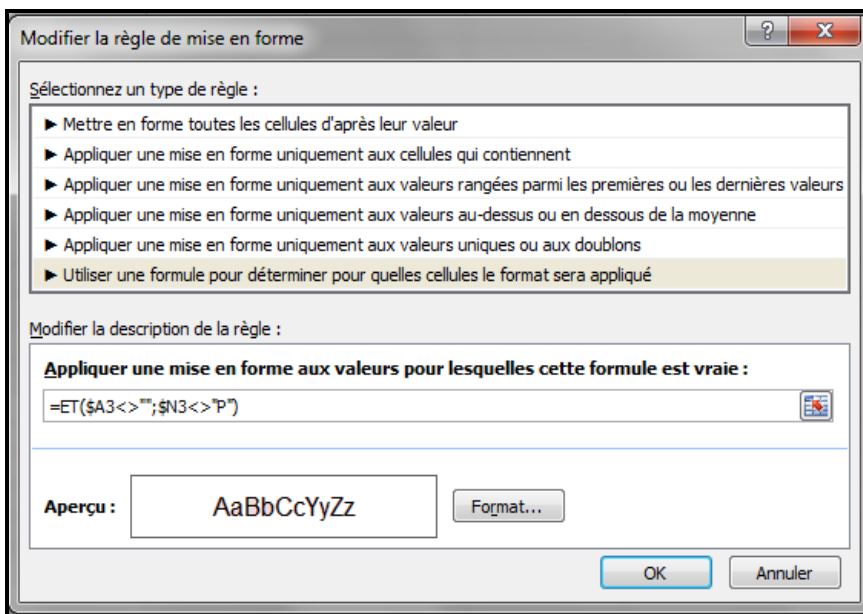 Modifier la règle de mise en forme
?
X
Sélectionnez un type de règle :
► Mettre en forme toutes les cellules d'après leur valeur
► Appliquer une mise en forme uniquement aux cellules qui contiennent
► Appliquer une mise en forme uniquement aux valeurs rangées parmi les premières ou les dernières valeurs
► Appliquer une mise en forme uniquement aux valeurs au-dessus ou en dessous de la moyenne
► Appliquer une mise en forme uniquement aux valeurs uniques ou aux doublons
► Utiliser une formule pour déterminer pour quelles cellules le format sera appliqué
Modifier la description de la règle :
Appliquer une mise en forme aux valeurs pour lesquelles cette formule est vraie :
=ET($A3<>"";$N3<>"P")
Aperçu : AaBbCcYyZz Format...
OK Annuler